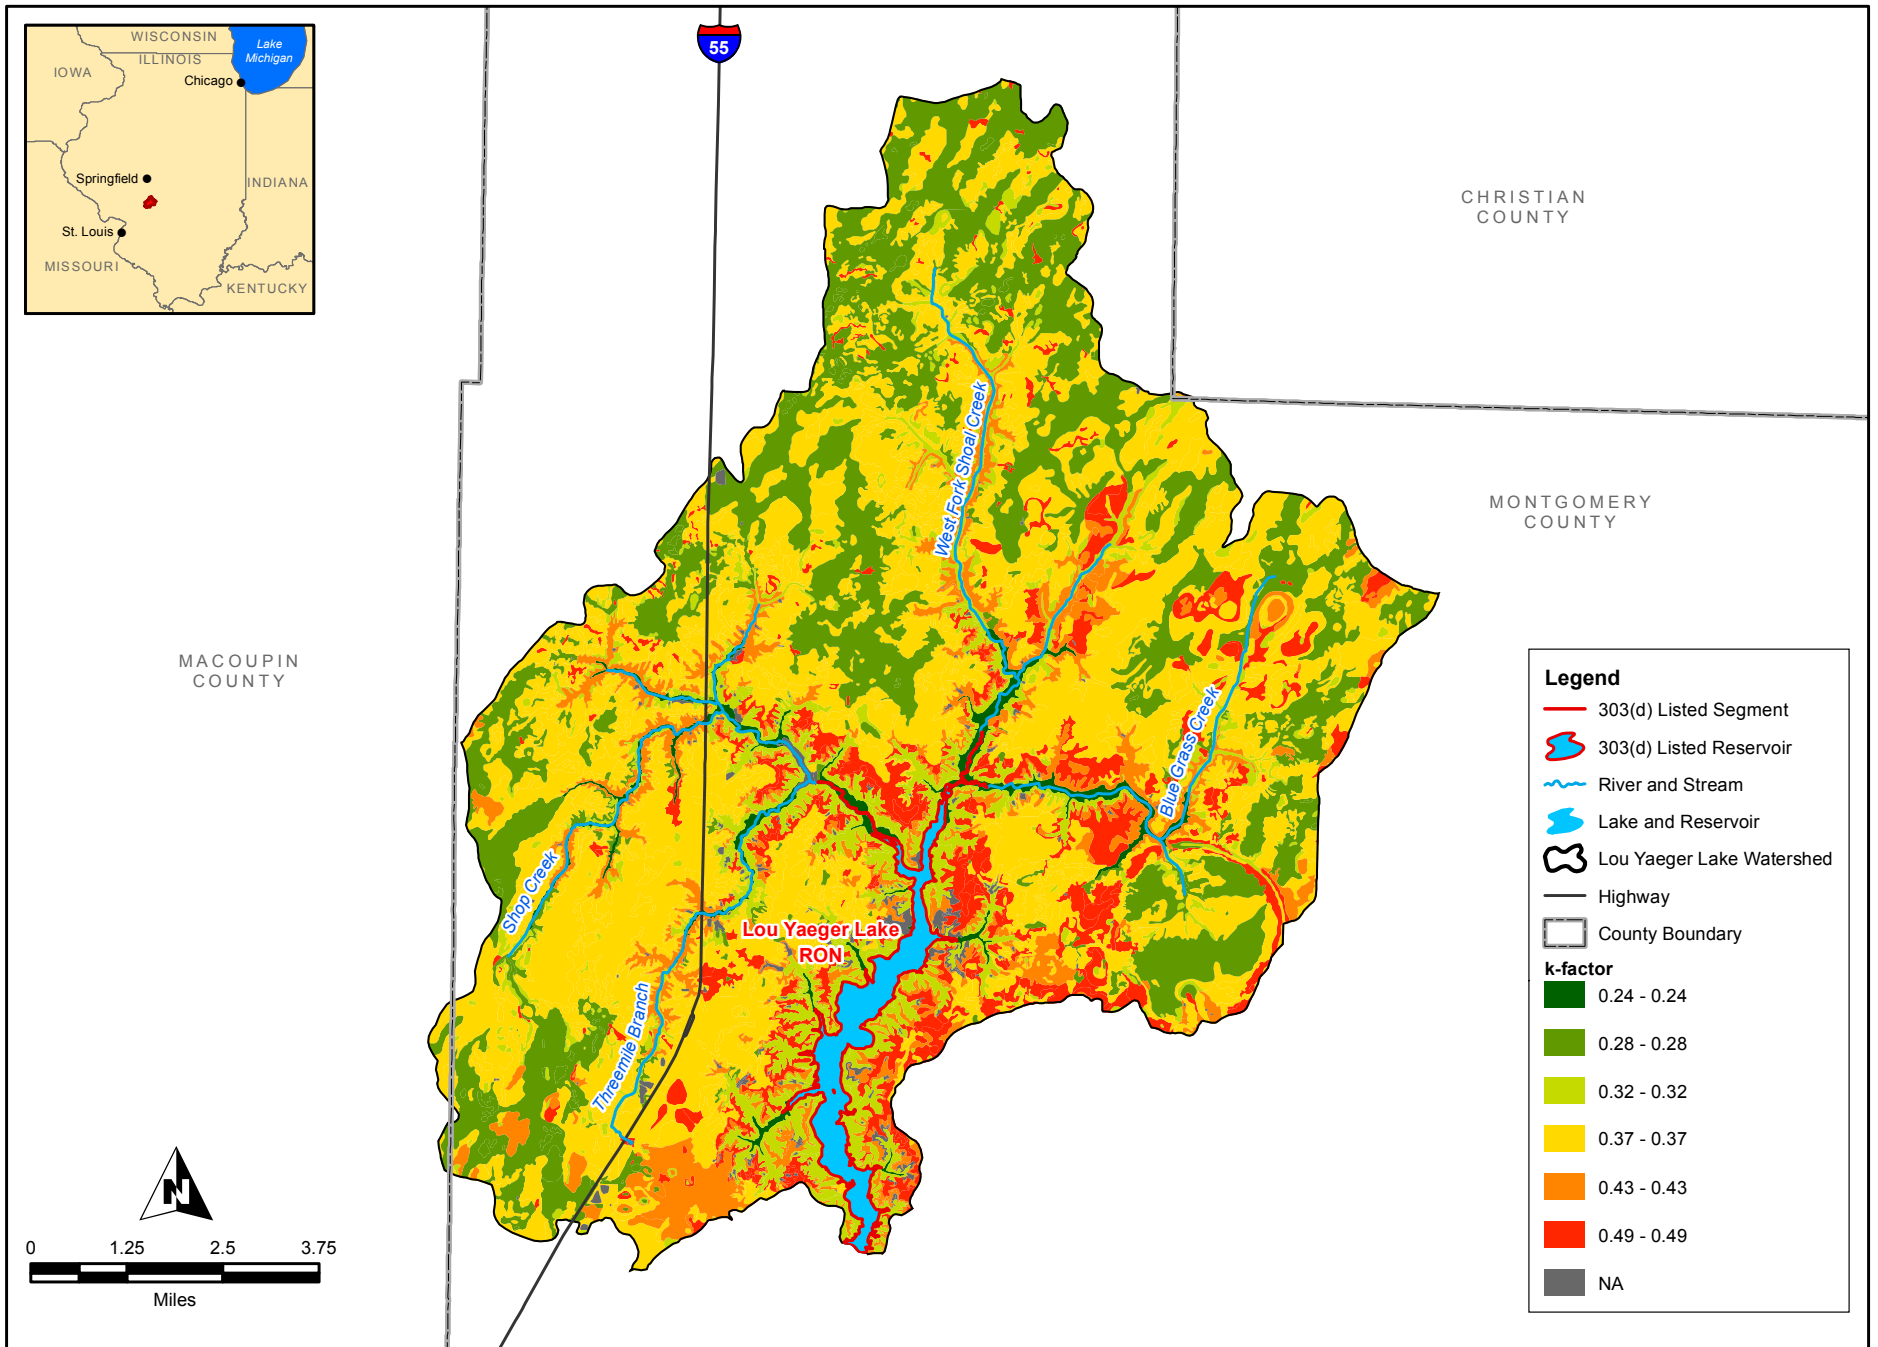 WISCONSIN
ILLINOIS
Lake
Michigan
IOWA
Chicago
Springfield
INDIANA
St. Louis
MISSOURI
KENTUCKY
55
CHRISTIAN
COUNTY
MONTGOMERY
COUNTY
MACOUPIN
COUNTY
West Fork Shoal Creek
Blue Grass Creek
Shop Creek
Threemile Branch
Lou Yaeger Lake
RON
Legend
303(d) Listed Segment
303(d) Listed Reservoir
River and Stream
Lake and Reservoir
Lou Yaeger Lake Watershed
Highway
County Boundary
k-factor
0.24 - 0.24
0.28 - 0.28
0.32 - 0.32
0.37 - 0.37
0.43 - 0.43
0.49 - 0.49
NA
N
0 1.25 2.5 3.75
Miles